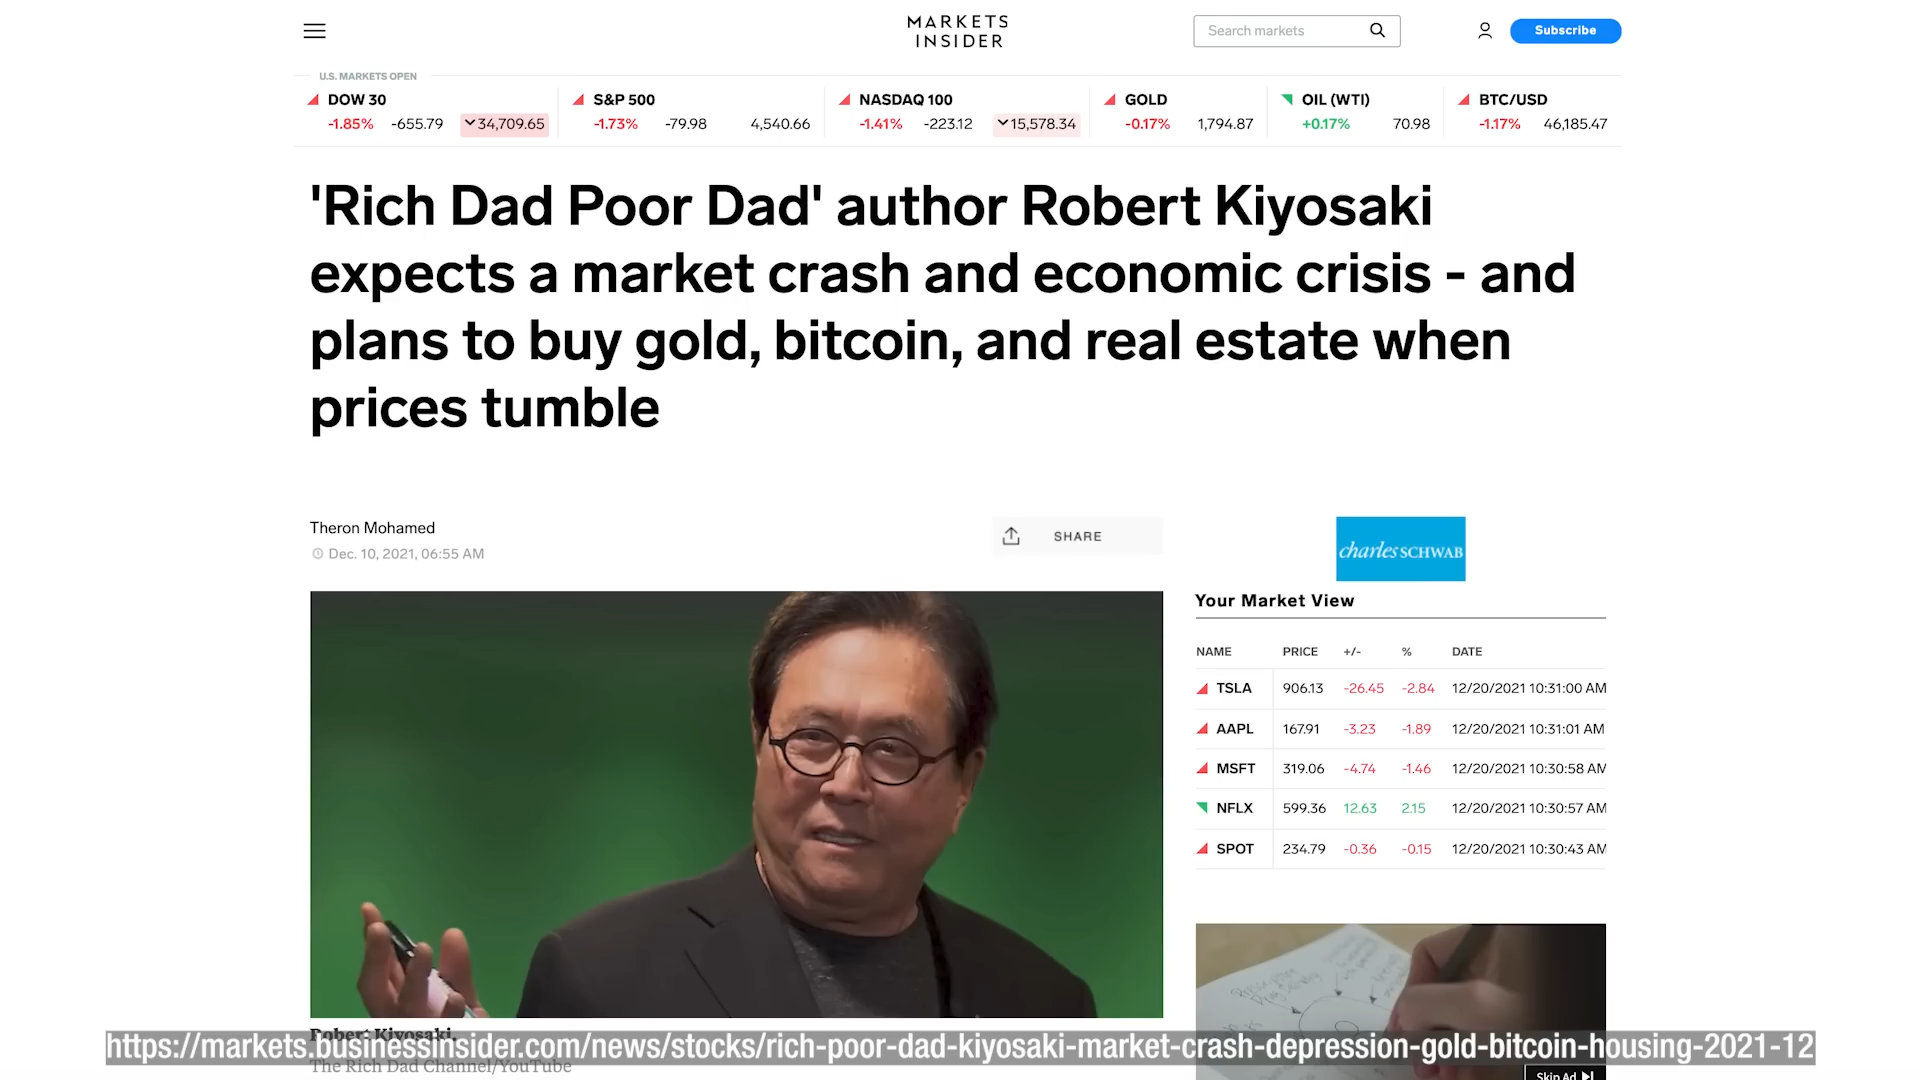 MARKETS
INSIDER
Search markets
Subscribe
U.S. MARKETS OPEN
DOW 30
-1.85% -655.79 34,709.65
S&P 500
-1.73% -79.98 4,540.66
NASDAQ 100
-1.41% -223.12 15,578.34
GOLD
-0.17% 1,794.87
OIL (WTI)
+0.17% 70.98
BTC/USD
-1.17% 46,185.47
'Rich Dad Poor Dad' author Robert Kiyosaki
expects a market crash and economic crisis - and
plans to buy gold, bitcoin, and real estate when
prices tumble
Theron Mohamed
Dec. 10, 2021, 06:55 AM
SHARE
charles SCHWAB
Your Market View
NAME PRICE +/- % DATE
TSLA 906.13 -26.45 -2.84 12/20/2021 10:31:00 AM
AAPL 167.91 -3.23 -1.89 12/20/2021 10:31:01 AM
MSFT 319.06 -4.74 -1.46 12/20/2021 10:30:58 AM
NFLX 599.36 12.63 2.15 12/20/2021 10:30:57 AM
SPOT 234.79 -0.36 -0.15 12/20/2021 10:30:43 AM
Robert Kiyosaki.
https://markets.businessinsider.com/news/stocks/rich-poor-dad-kiyosaki-market-crash-depression-gold-bitcoin-housing-2021-12
The Rich Dad Channel/YouTube
Skip Ad